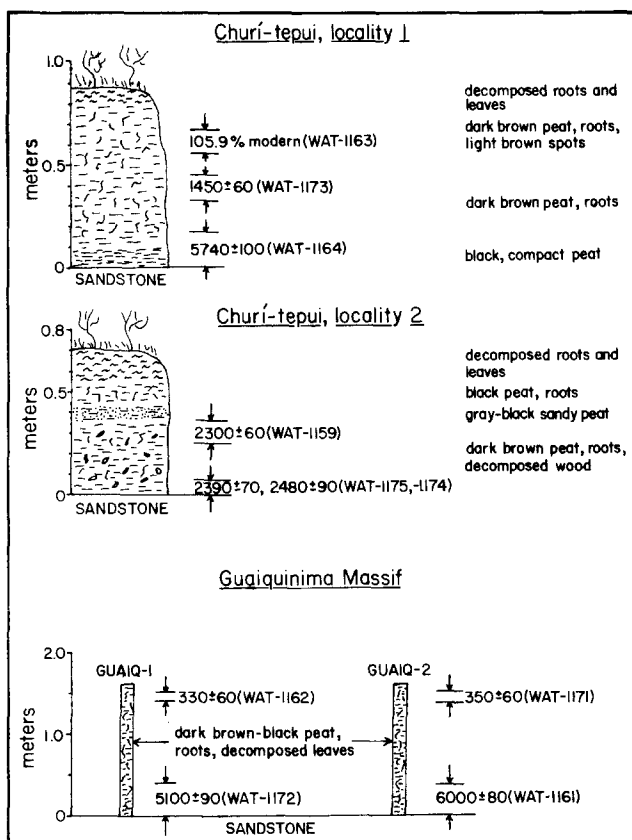 Churí-tepui, locality 1
1.0
0.5
0
meters
decomposed roots and
leaves
105.9% modern (WAT-1163)
dark brown peat, roots,
light brown spots
1450±60 (WAT-1173)
dark brown peat, roots
5740±100 (WAT-1164)
black, compact peat
SANDSTONE
Churí-tepui, locality 2
0.8
0.5
0
meters
decomposed roots and
leaves
black peat, roots
gray-black sandy peat
2300±60 (WAT-1159)
dark brown peat, roots,
decomposed wood
2390±70, 2480±90 (WAT-1175,-1174)
SANDSTONE
Guaiquinima Massif
2.0
1.0
0
meters
GUAIQ-1
GUAIQ-2
330±60 (WAT-1162)
350±60 (WAT-1171)
dark brown-black peat,
roots, decomposed leaves
5100±90 (WAT-1172)
6000±80 (WAT-1161)
SANDSTONE